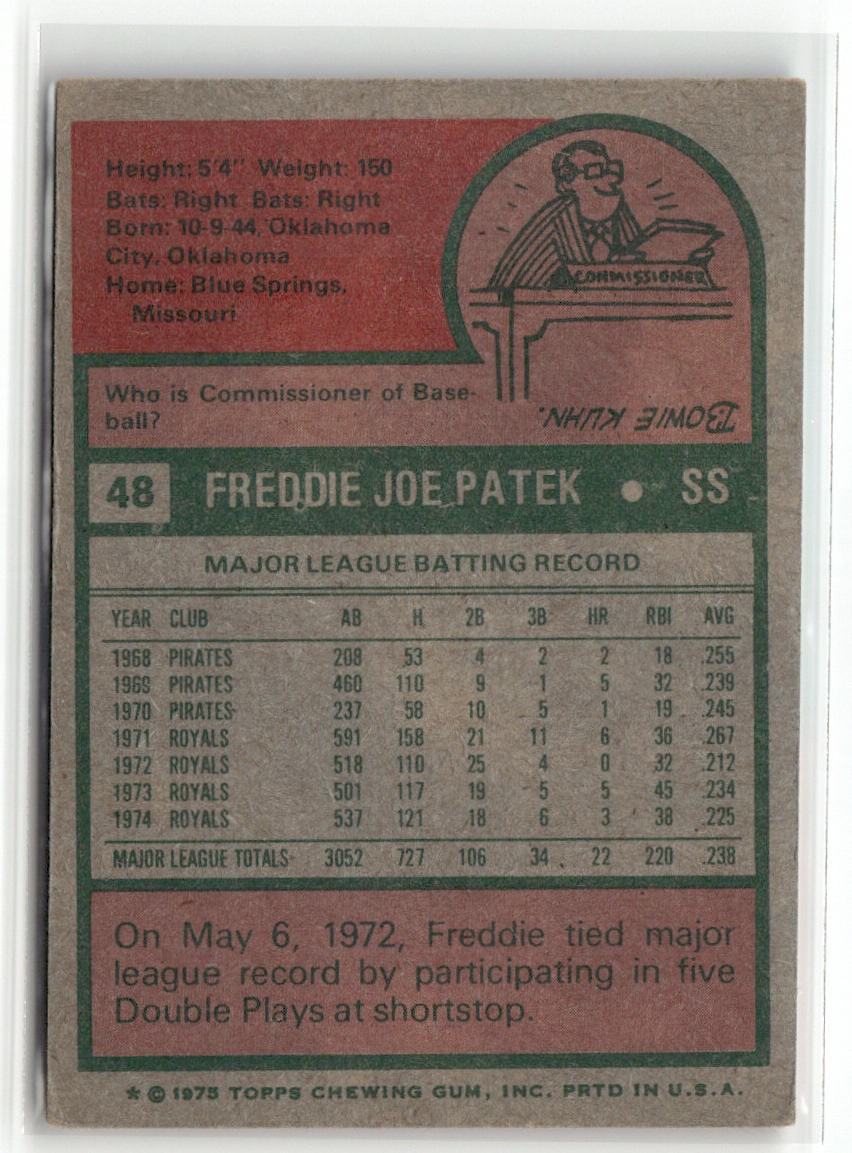 Height: 5'4" Weight: 150
Bats: Right Bats: Right
Born: 10-9-44, Oklahoma
City, Oklahoma
Home: Blue Springs,
Missouri
COMMISSIONER
Who is Commissioner of Base-
ball?
BOWIE KUHN.
48 FREDDIE JOE PATEK • SS
MAJOR LEAGUE BATTING RECORD
YEAR CLUB AB H 2B 3B HR RBI AVG
1968 PIRATES 208 53 4 2 2 18 .255
1969 PIRATES 460 110 9 1 5 32 .239
1970 PIRATES 237 58 10 5 1 19 .245
1971 ROYALS 591 158 21 11 6 36 .267
1972 ROYALS 518 110 25 4 0 32 .212
1973 ROYALS 501 117 19 5 5 45 .234
1974 ROYALS 537 121 18 6 3 38 .225
MAJOR LEAGUE TOTALS 3052 727 106 34 22 220 .238
On May 6, 1972, Freddie tied major
league record by participating in five
Double Plays at shortstop.
* © 1975 TOPPS CHEWING GUM, INC. PRTD IN U.S.A.